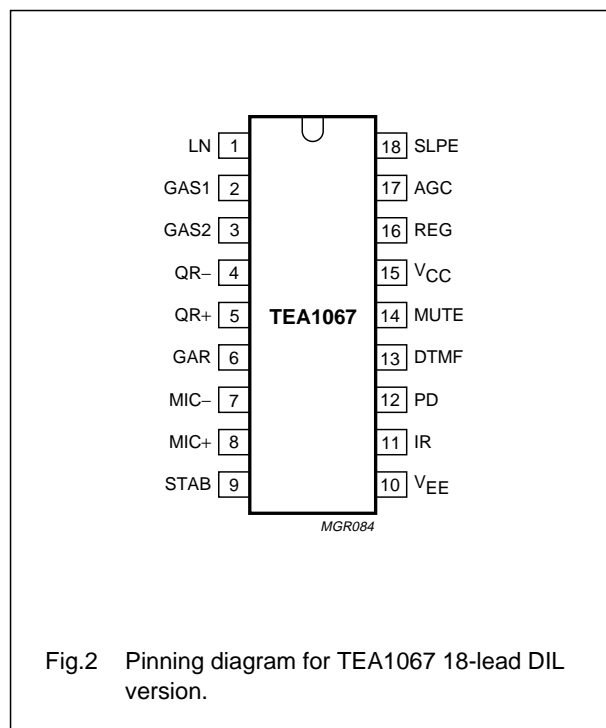 LN 1 18 SLPE
GAS1 2 17 AGC
GAS2 3 16 REG
QR− 4 15 VCC
QR+ 5 TEA1067 14 MUTE
GAR 6 13 DTMF
MIC− 7 12 PD
MIC+ 8 11 IR
STAB 9 10 VEE
MGR084
Fig.2 Pinning diagram for TEA1067 18-lead DIL
version.